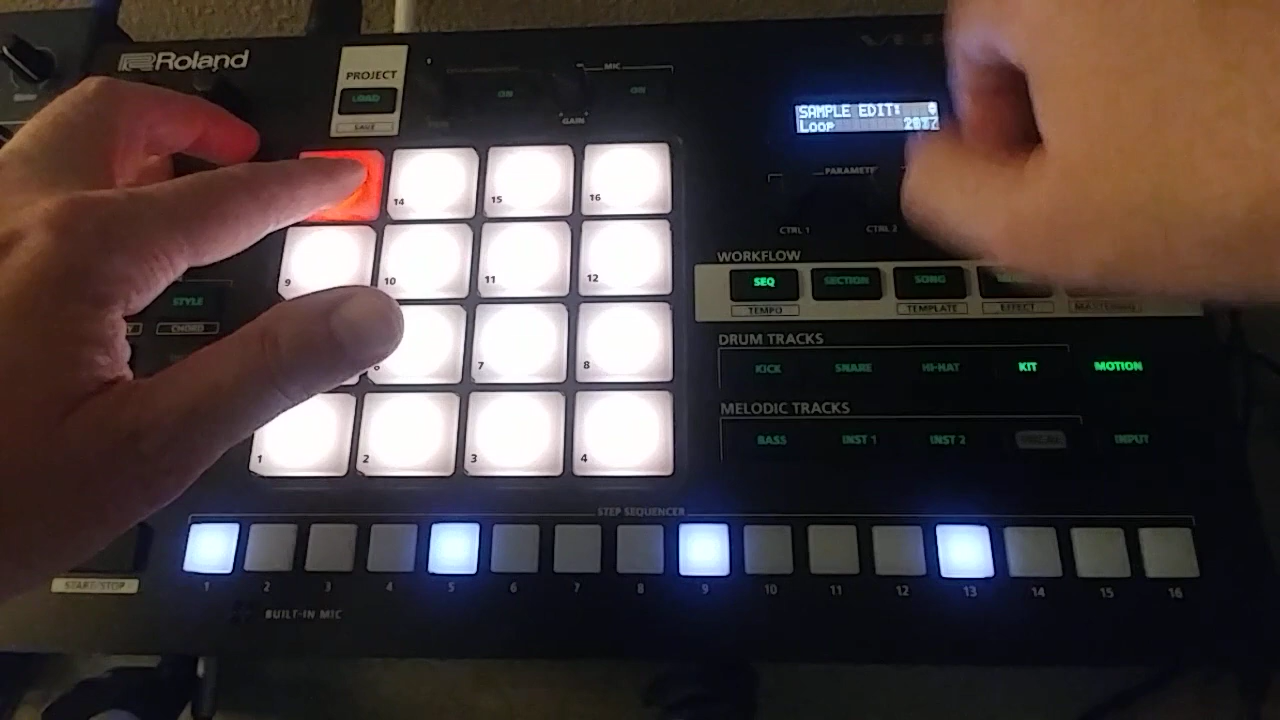 Roland
PROJECT
LOAD
SAVE
MIC
ON
ON
GAIN
SAMPLE EDIT:
Loop
CTRL 1
CTRL 2
14
15
16
9
10
11
12
7
8
1
2
3
4
STYLE
CHORD
WORKFLOW
SEQ
SECTION
SONG
TEMPO
TEMPLATE
EFFECT
DRUM TRACKS
KICK
SNARE
HI-HAT
KIT
MOTION
MELODIC TRACKS
BASS
INST 1
INST 2
INPUT
STEP SEQUENCER
1
2
3
4
5
6
7
8
9
10
11
12
13
14
15
16
START/STOP
BUILT-IN MIC